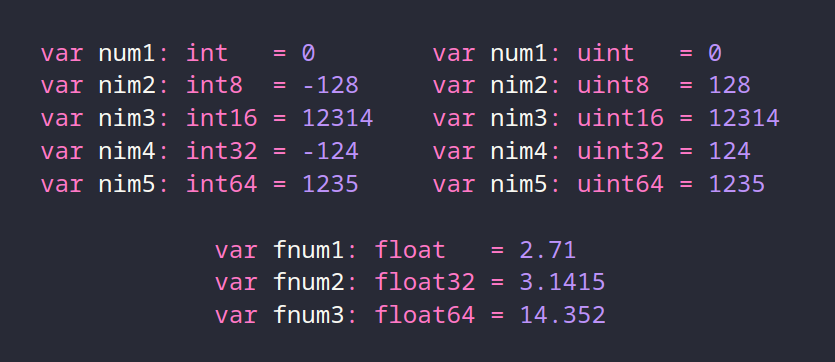 var num1: int   = 0
var nim2: int8  = -128
var nim3: int16 = 12314
var nim4: int32 = -124
var nim5: int64 = 1235
var num1: uint   = 0
var nim2: uint8  = 128
var nim3: uint16 = 12314
var nim4: uint32 = 124
var nim5: uint64 = 1235
var fnum1: float   = 2.71
var fnum2: float32 = 3.1415
var fnum3: float64 = 14.352